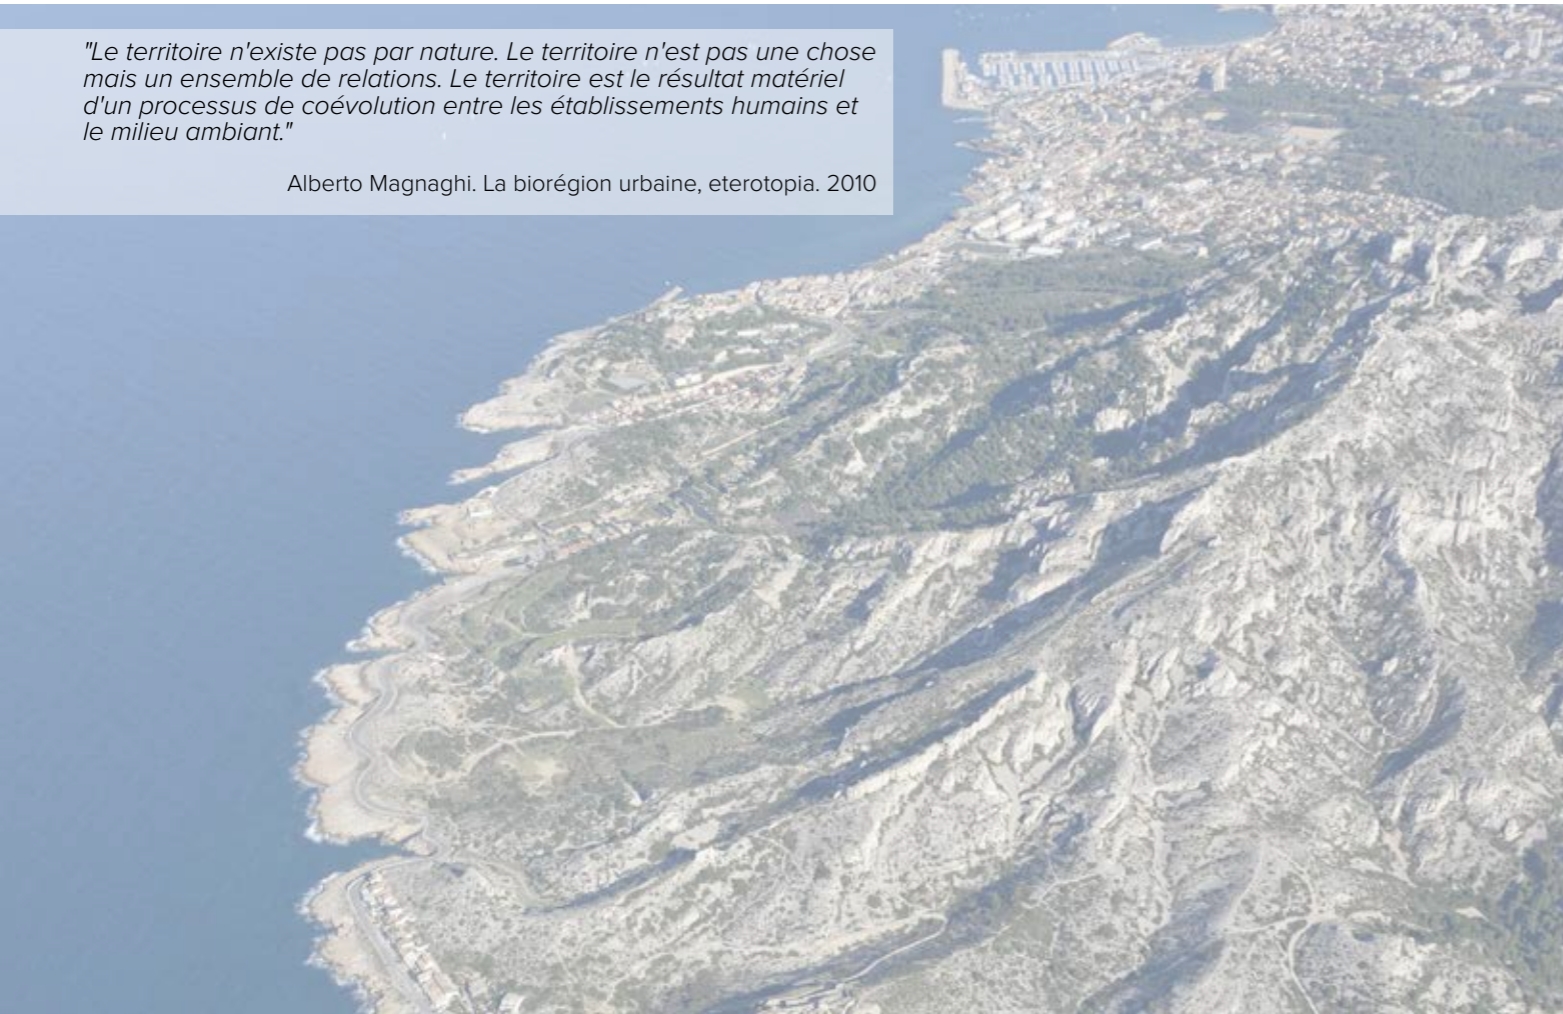 "Le territoire n'existe pas par nature. Le territoire n'est pas une chose
mais un ensemble de relations. Le territoire est le résultat matériel
d'un processus de coévolution entre les établissements humains et
le milieu ambiant."
Alberto Magnaghi. La biorégion urbaine, eterotopia. 2010